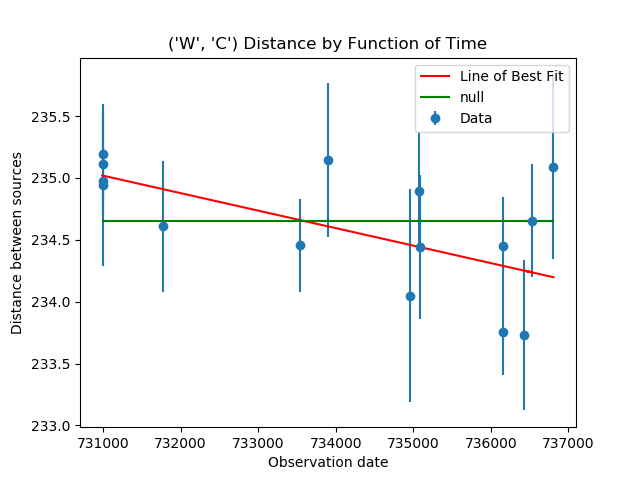 ('W', 'C') Distance by Function of Time
Distance between sources
235.5
235.0
234.5
234.0
233.5
233.0
Line of Best Fit
null
Data
731000 732000 733000 734000 735000 736000 737000
Observation date